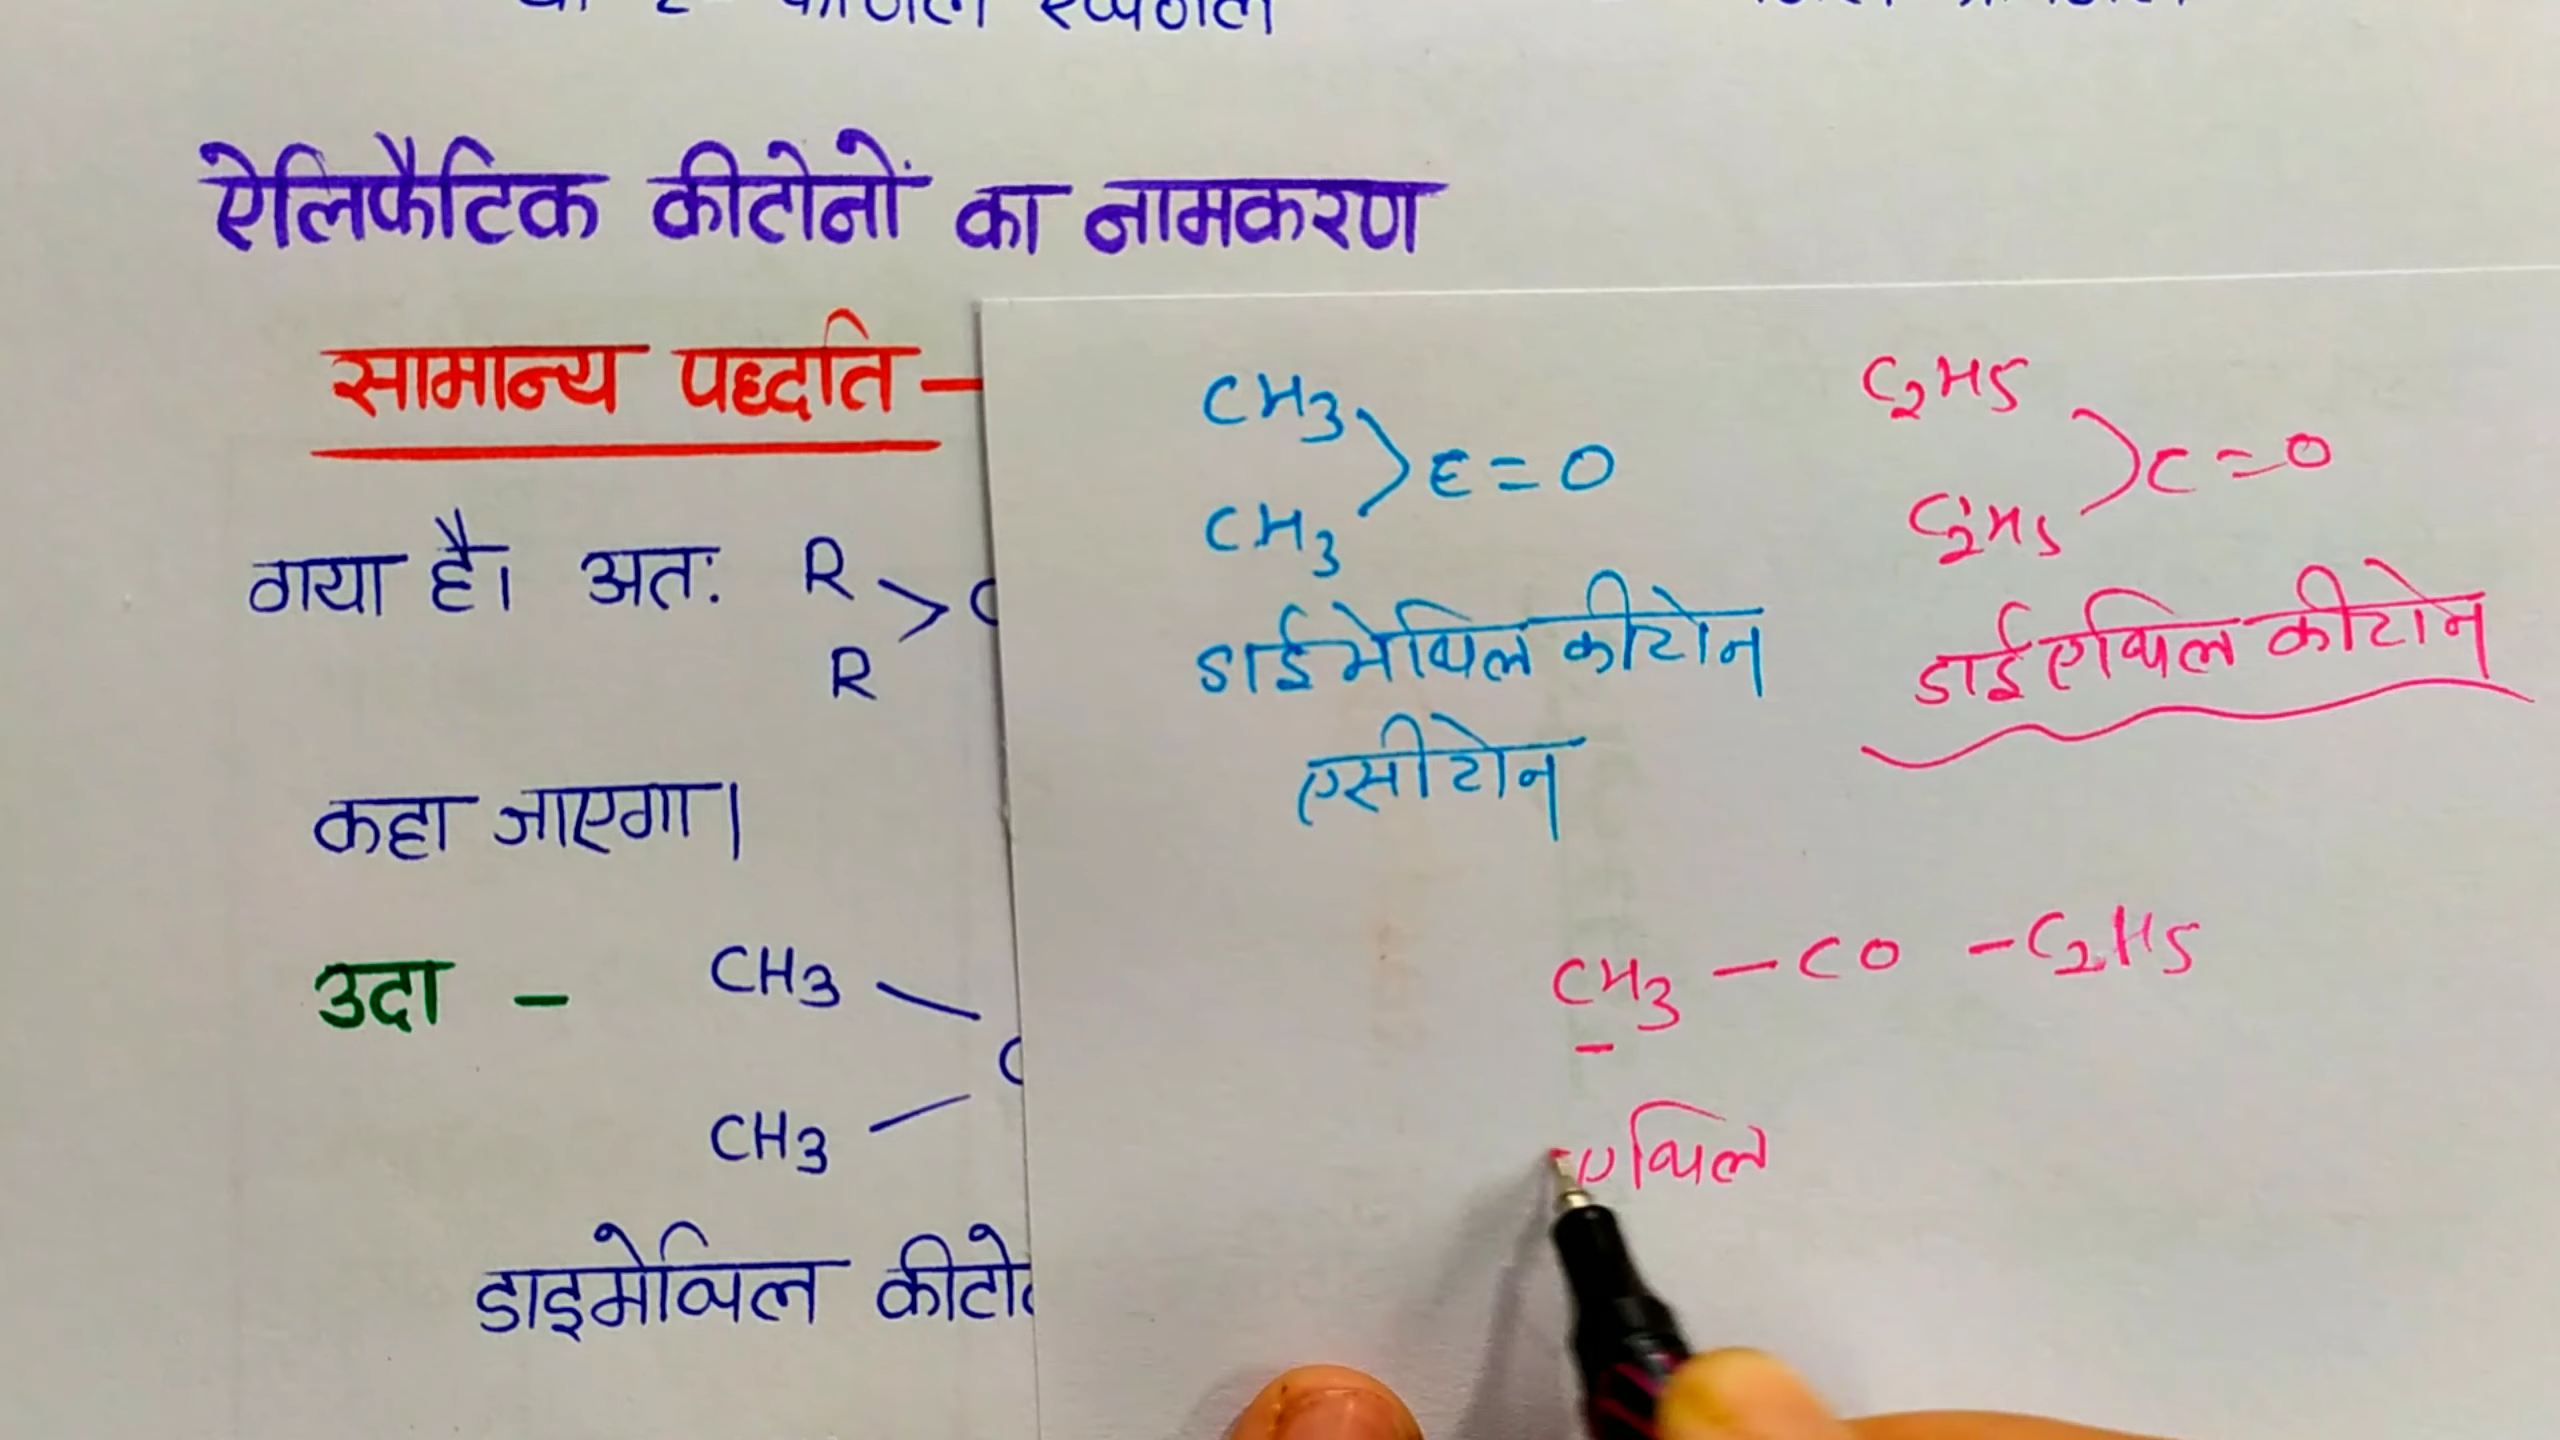 ऐलिफैटिक कीटोनों का नामकरण
सामान्य पद्धति –
गया है। अतः R > C
R
कहा जाएगा।
उदा – CH3
CH3
डाइमेथिल
CH3
CH3 > C = O
डाईमेथिल कीटोन
एसीटोन
C2H5
C2H5 > C = O
डाईएथिल कीटोन
CH3 – CO – C2H5
एथिल